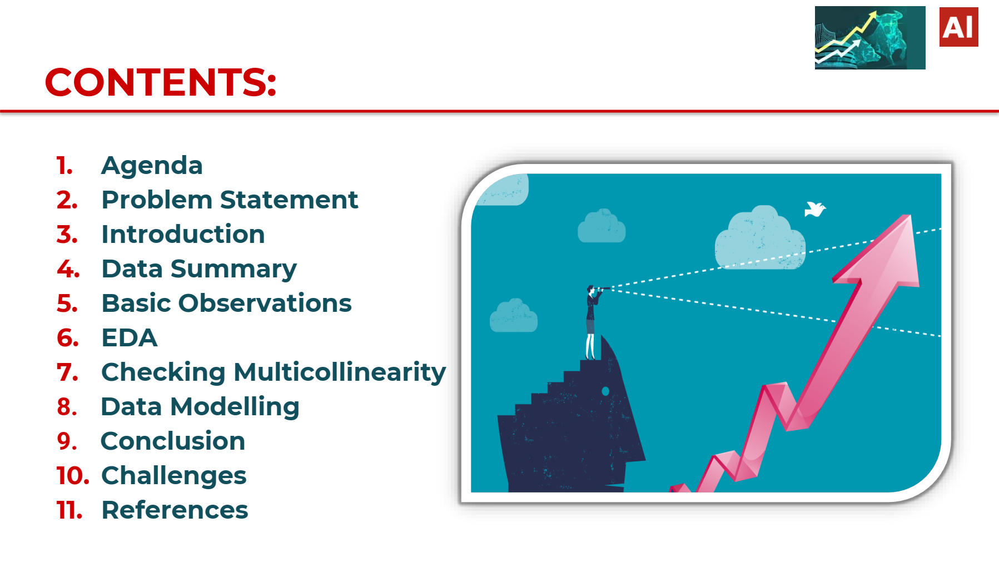 AI
CONTENTS:
1. Agenda
2. Problem Statement
3. Introduction
4. Data Summary
5. Basic Observations
6. EDA
7. Checking Multicollinearity
8. Data Modelling
9. Conclusion
10. Challenges
11. References